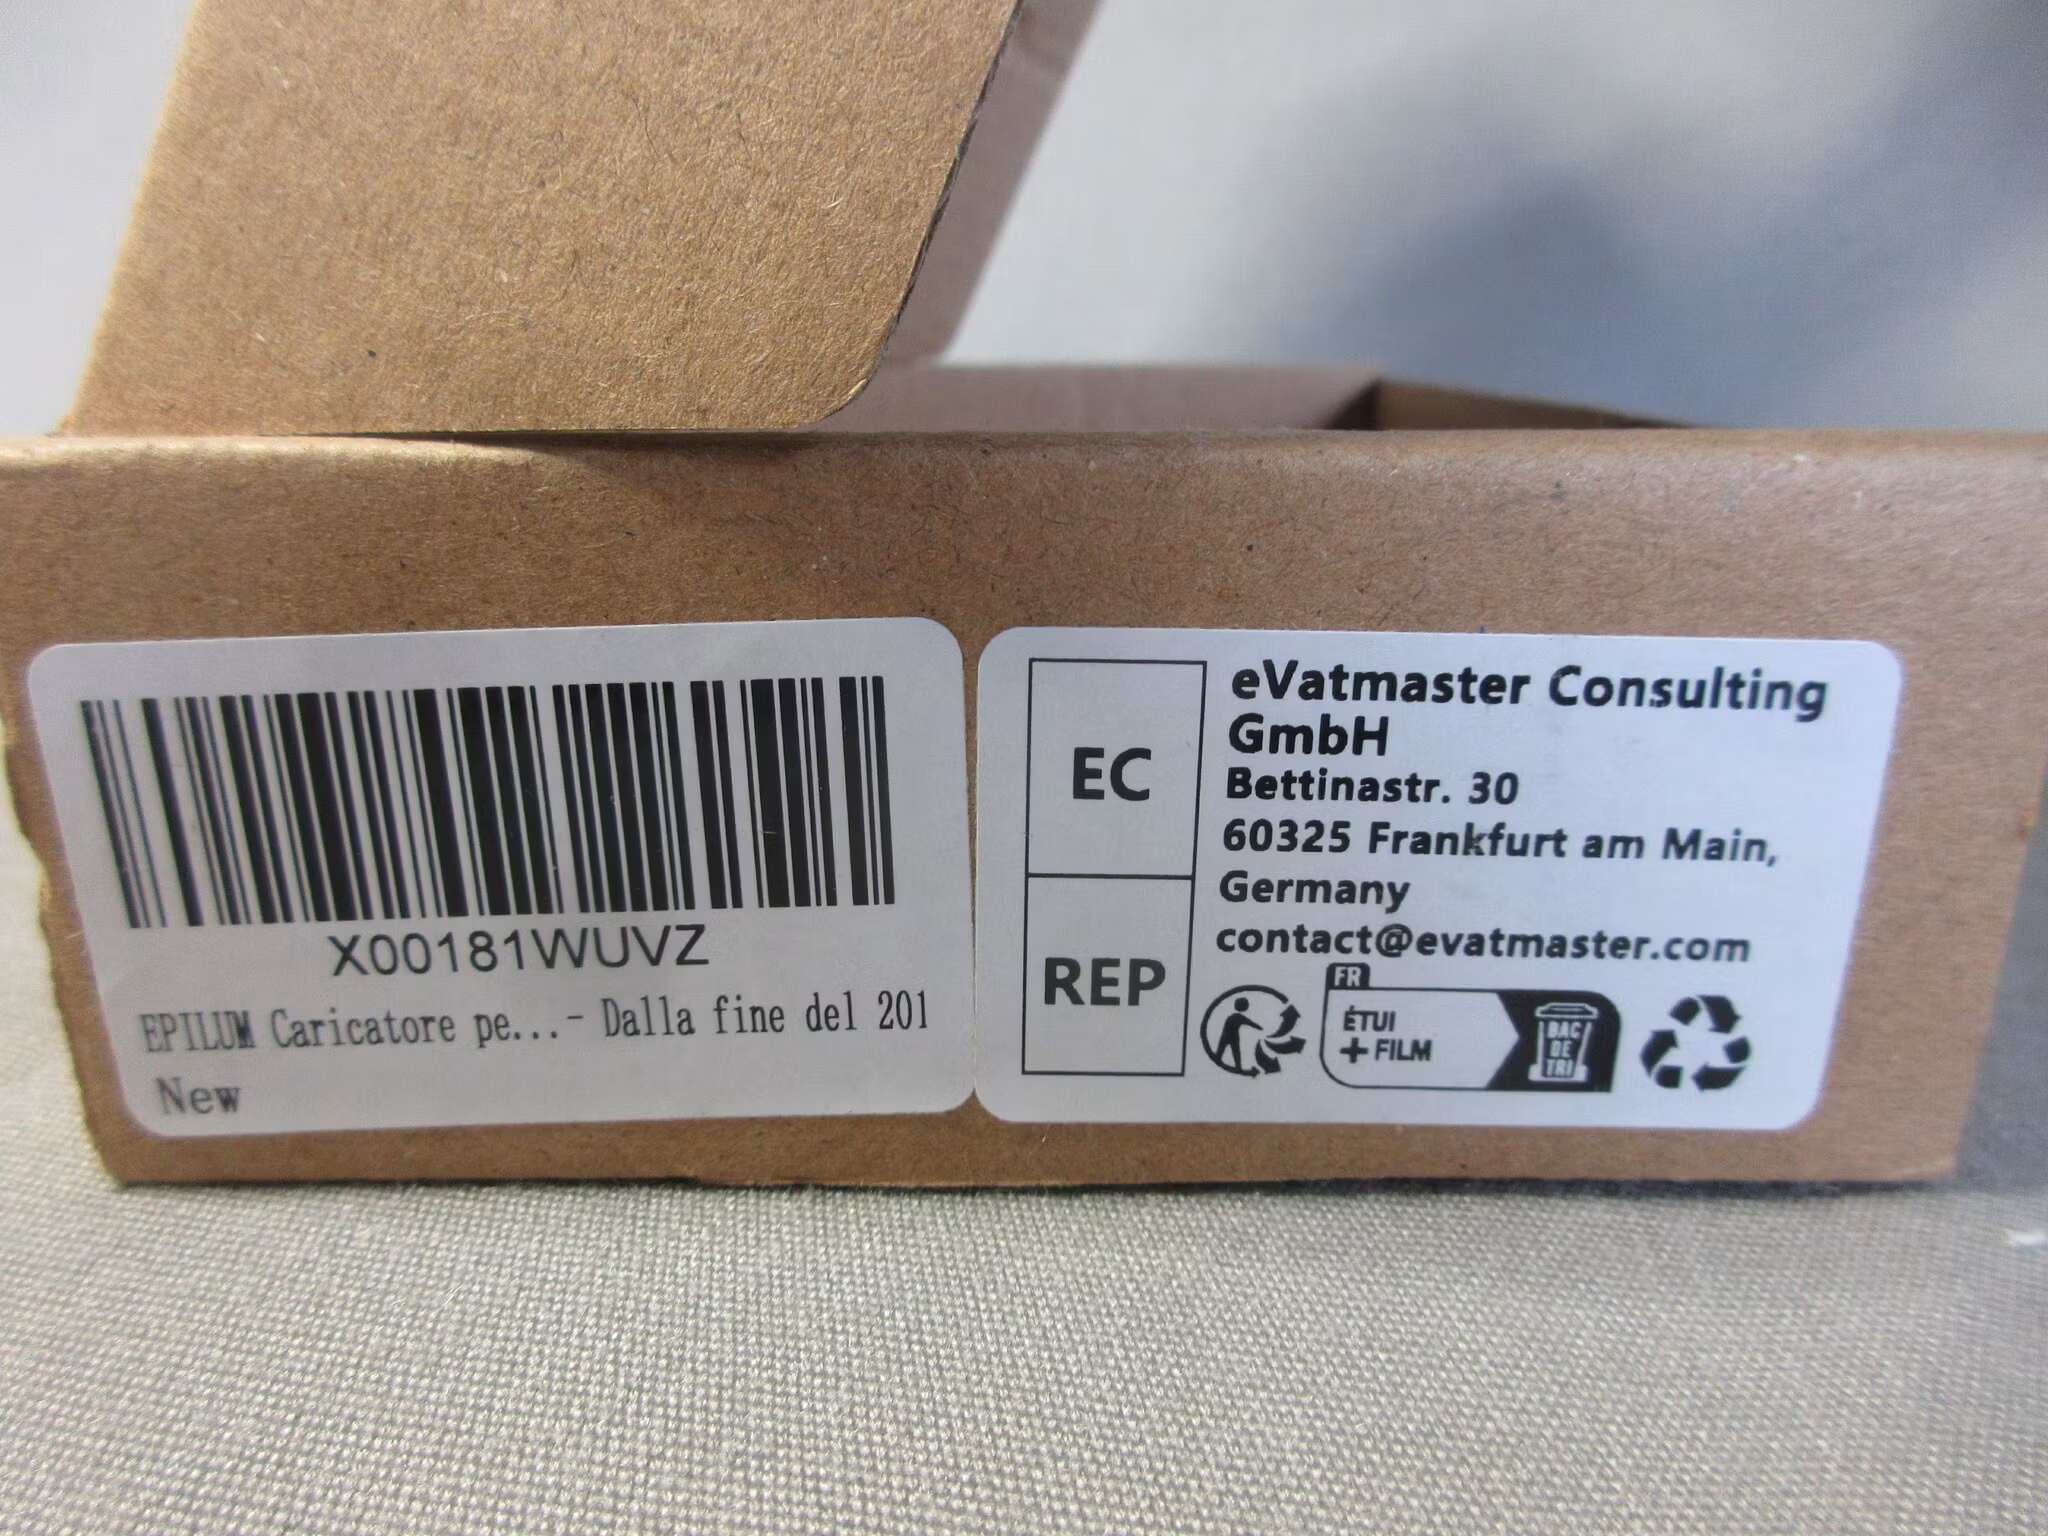 X00181WUVZ
EPILUM Caricatore pe...- Dalla fine del 201
New
EC
REP
eVatmaster Consulting
GmbH
Bettinastr. 30
60325 Frankfurt am Main,
Germany
contact@evatmaster.com
FR
ÉTUI
+ FILM
BAC
DE
TRI